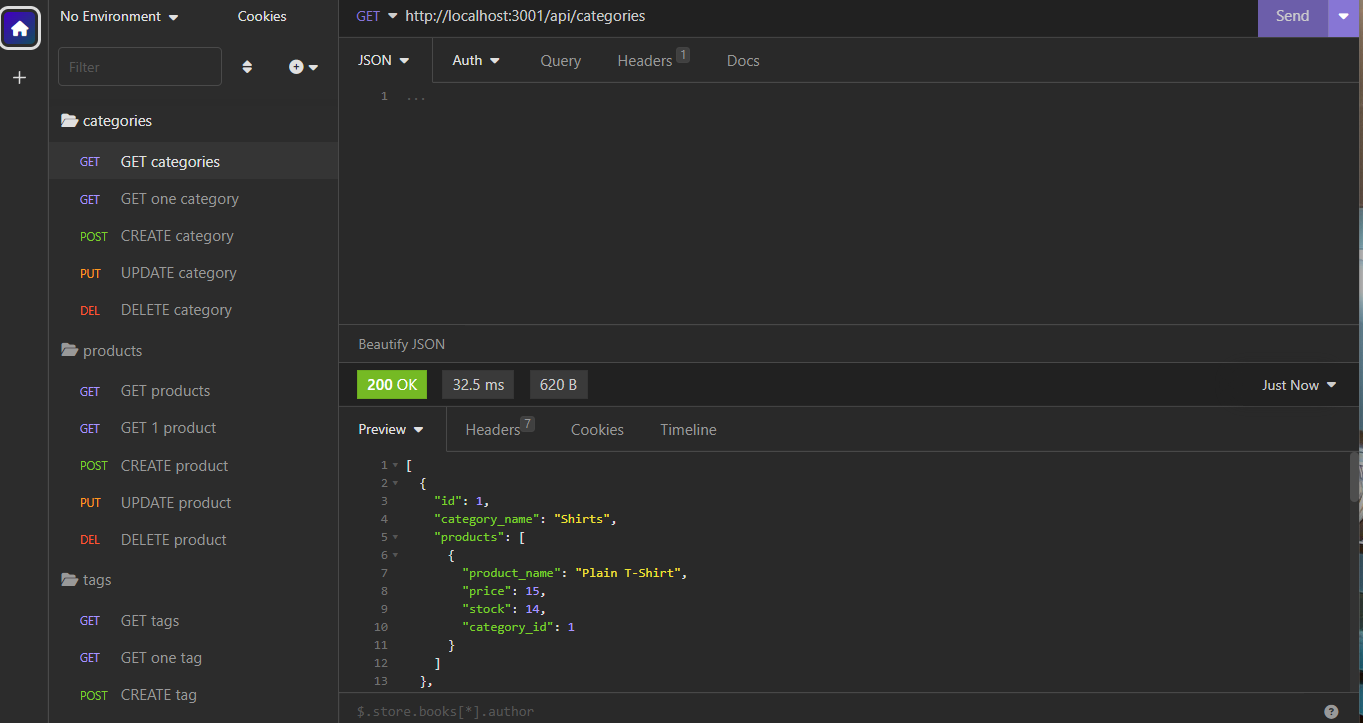 No Environment
Cookies
Filter
categories
GET GET categories
GET GET one category
POST CREATE category
PUT UPDATE category
DEL DELETE category
products
GET GET products
GET GET 1 product
POST CREATE product
PUT UPDATE product
DEL DELETE product
tags
GET GET tags
GET GET one tag
POST CREATE tag
GET http://localhost:3001/api/categories Send
JSON Auth Query Headers 1 Docs
1 ...
Beautify JSON
200 OK 32.5 ms 620 B Just Now
Preview Headers 7 Cookies Timeline
1 [
2 {
3 "id": 1,
4 "category_name": "Shirts",
5 "products": [
6 {
7 "product_name": "Plain T-Shirt",
8 "price": 15,
9 "stock": 14,
10 "category_id": 1
11 }
12 ]
13 },
$.store.books[*].author ?